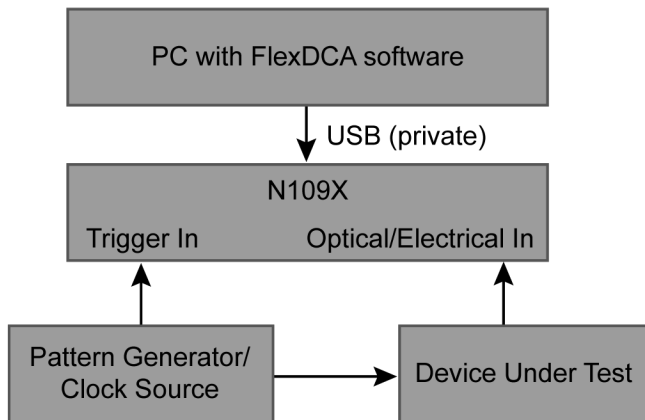 PC with FlexDCA software
USB (private)
N109X
Trigger In
Optical/Electrical In
Pattern Generator/
Clock Source
Device Under Test